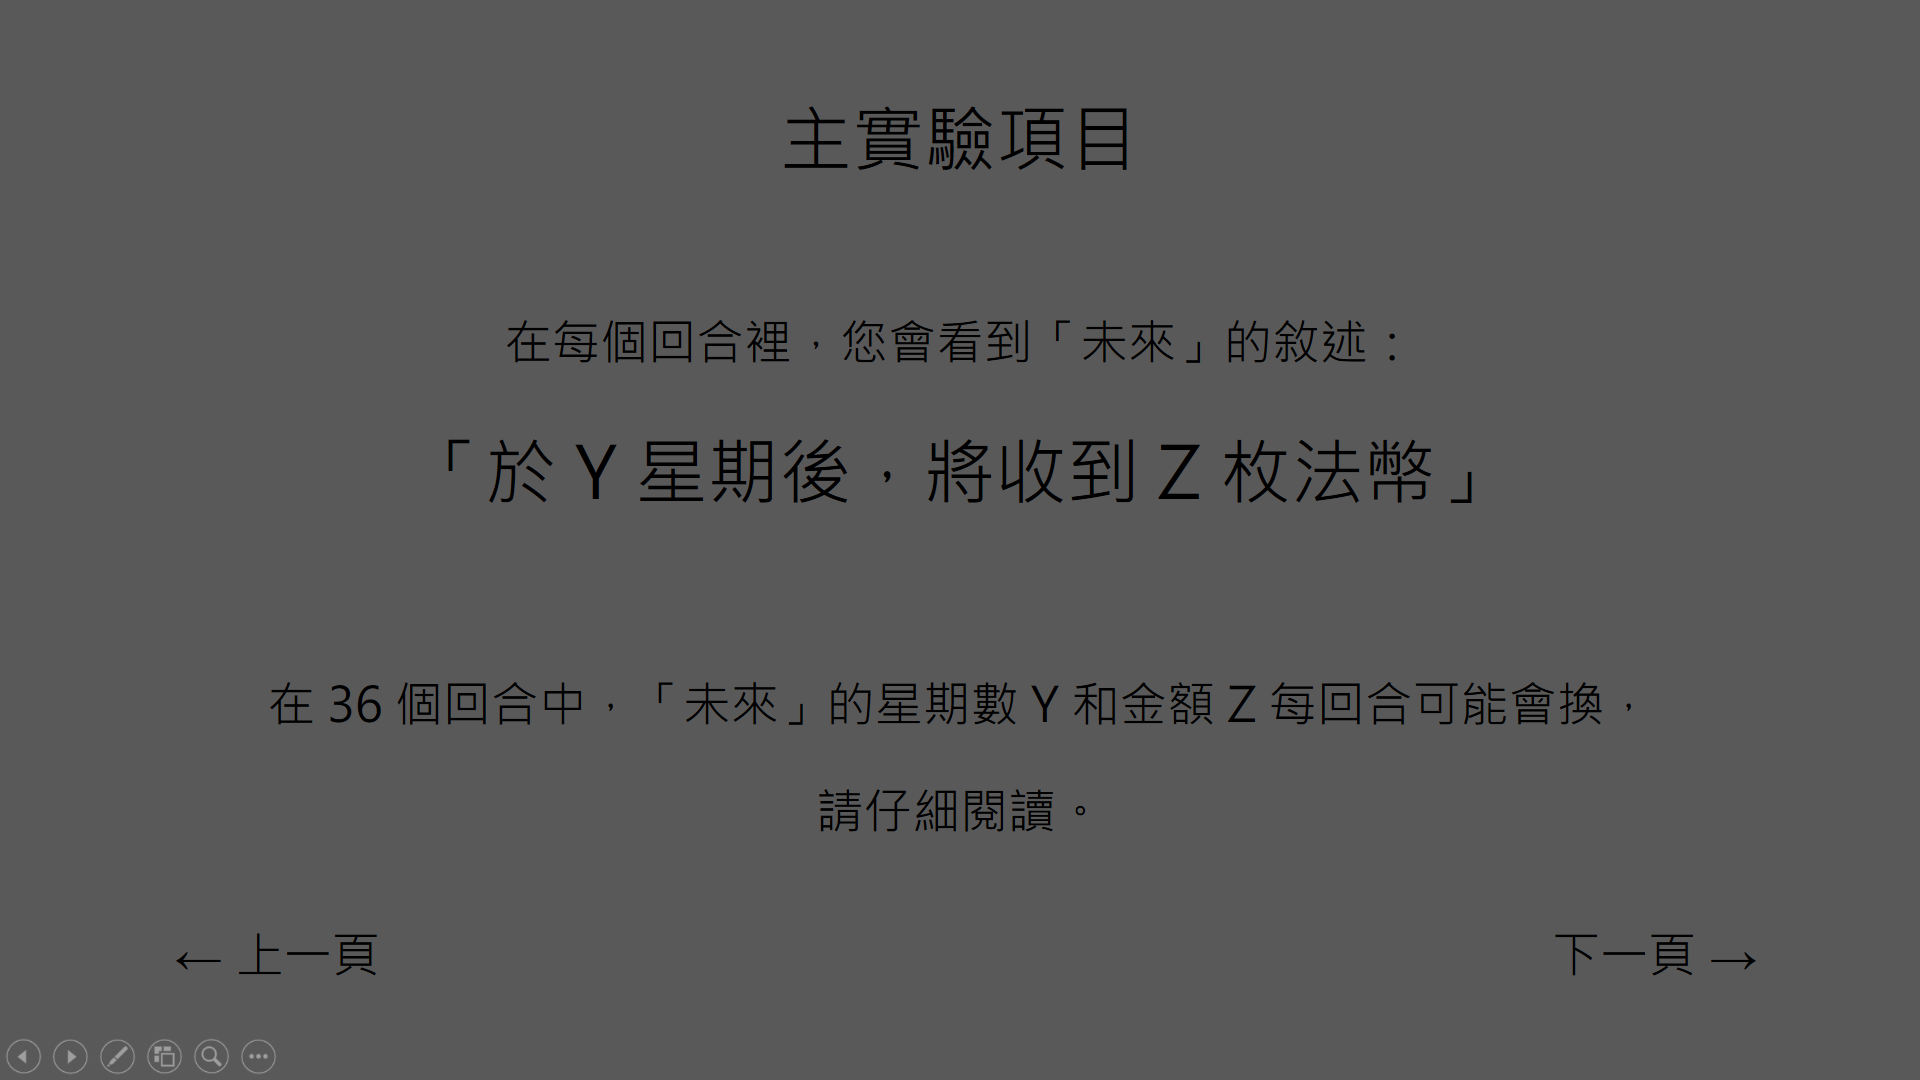 主實驗項目
在每個回合裡，您會看到「未來」的敘述：
「於 Y 星期後，將收到 Z 枚法幣」
在 36 個回合中，「未來」的星期數 Y 和金額 Z 每回合可能會換，
請仔細閱讀。
← 上一頁
下一頁 →